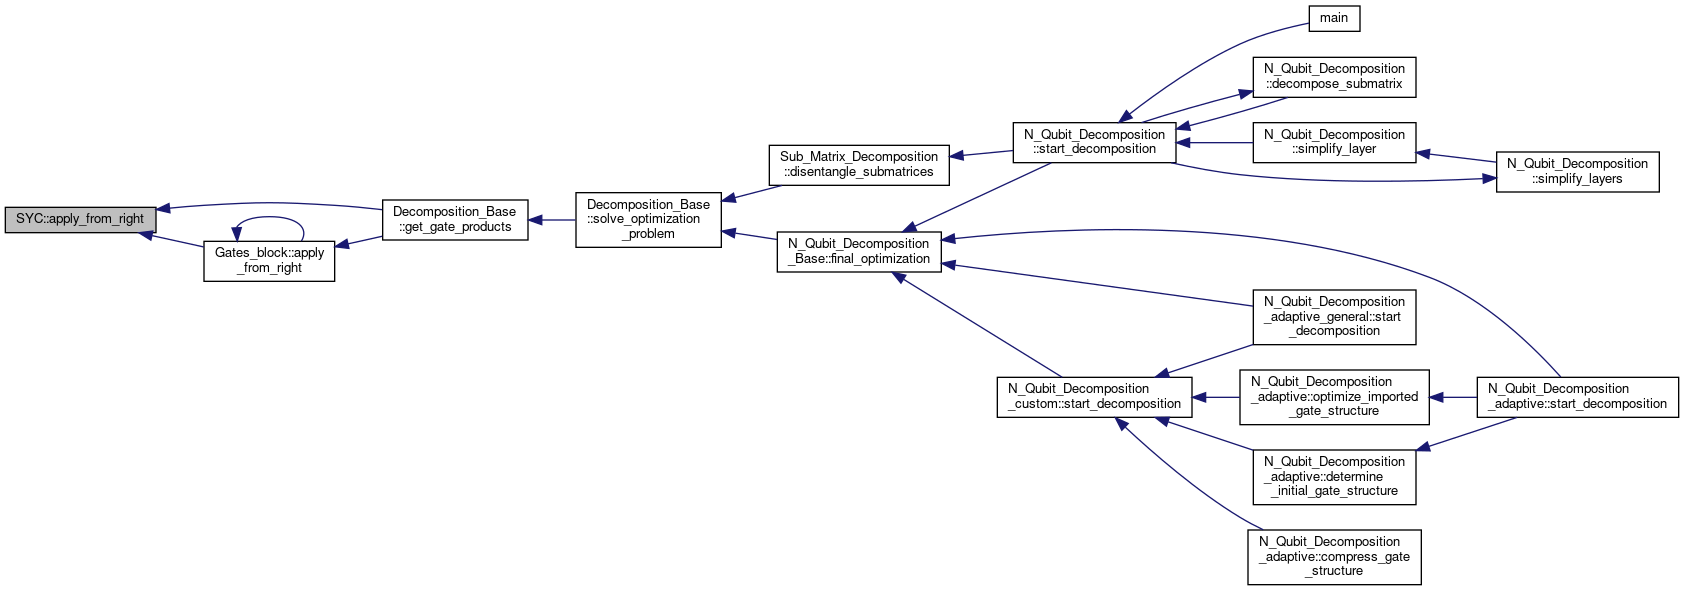 main
N_Qubit_Decomposition
::decompose_submatrix
N_Qubit_Decomposition
::start_decomposition
N_Qubit_Decomposition
::simplify_layer
N_Qubit_Decomposition
::simplify_layers
Sub_Matrix_Decomposition
::disentangle_submatrices
SYC::apply_from_right
Decomposition_Base
::get_gate_products
Decomposition_Base
::solve_optimization
_problem
Gates_block::apply
_from_right
N_Qubit_Decomposition
_Base::final_optimization
N_Qubit_Decomposition
_adaptive_general::start
_decomposition
N_Qubit_Decomposition
_custom::start_decomposition
N_Qubit_Decomposition
_adaptive::optimize_imported
_gate_structure
N_Qubit_Decomposition
_adaptive::start_decomposition
N_Qubit_Decomposition
_adaptive::determine
_initial_gate_structure
N_Qubit_Decomposition
_adaptive::compress_gate
_structure